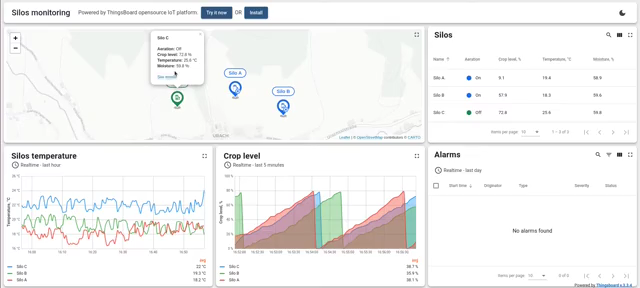 Silos monitoring Powered by ThingsBoard opensource IoT platform Try it now OR Install
+
−
Silo C
Aeration: Off
Crop level: 72.8 %
Temperature: 25.6 °C
Moisture: 59.8 %
Silo A
Silo B
Leaflet | © OpenStreetMap contributors © CARTO
Silos
Name Aeration Crop level, % Temperature, °C Moisture, %
Silo A On 9.1 19.4 58.9
Silo B On 57.9 18.3 59.6
Silo C Off 72.8 25.6 59.8
Items per page: 10 1 – 3 of 3
Silos temperature
Realtime - last hour
Temperature, °C
avg
Silo C 22 °C
Silo B 19.3 °C
Silo A 18.2 °C
Crop level
Realtime - last 5 minutes
Crop level, %
avg
Silo C 38.7 %
Silo B 35.9 %
Silo A 38.1 %
Alarms
Realtime - last day
Start time Originator Type Severity Status
No alarms found
Items per page: 10 0 of 0
Powered by Thingsboard v.3.3.4